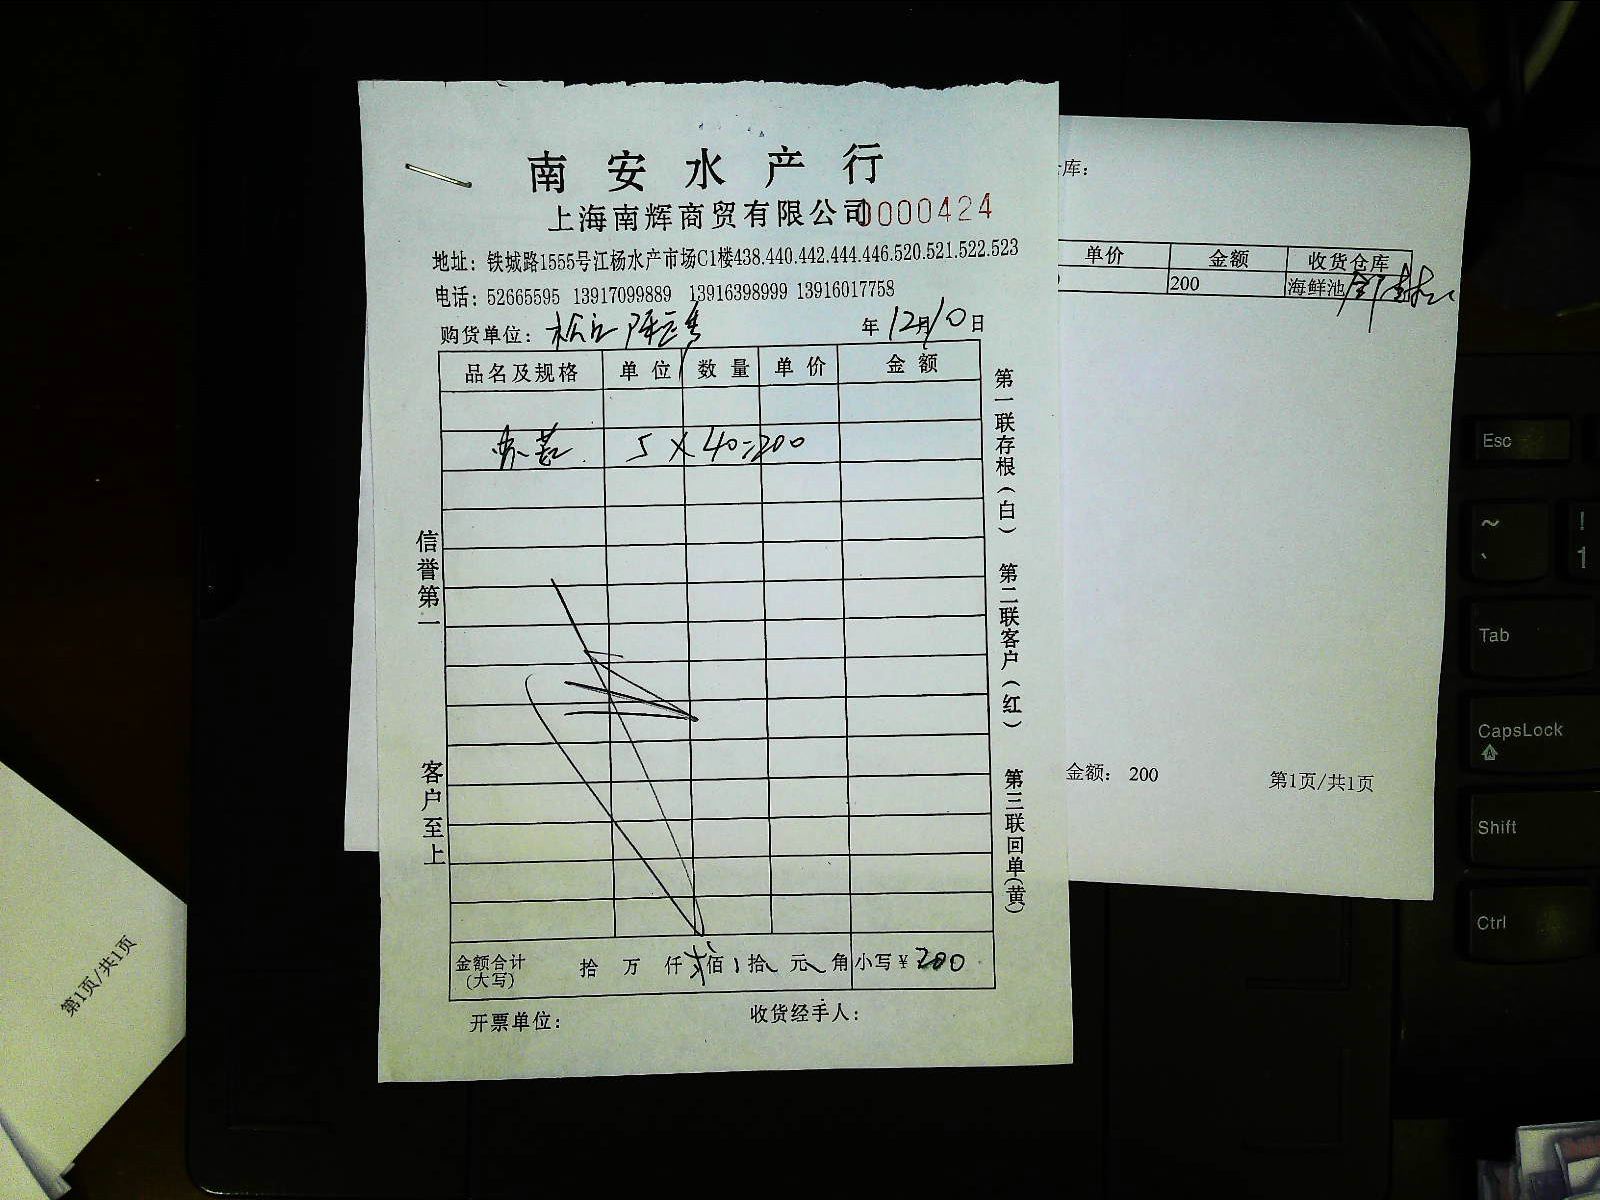 南安水产行
上海南辉商贸有限公司 0000424
地址：铁城路1555号江杨水产市场C1楼438.440.442.444.446.520.521.522.523
电话：52665595 13917099889 13916398999 13916017758
购货单位： 年12月10日
品名及规格 单位 数量 单价 金额
5 × 40=200
信誉第一
客户至上
第一联存根（白） 第二联客户（红） 第三联回单（黄）
金额合计（大写） 拾 万 仟 佰 拾 元 角 小写￥200
开票单位： 收货经手人：
库：
单价 金额 收货仓库
200 海鲜池
金额： 200 第1页/共1页
第1页/共1页
Esc
~ !
` 1
Tab
CapsLock
Shift
Ctrl